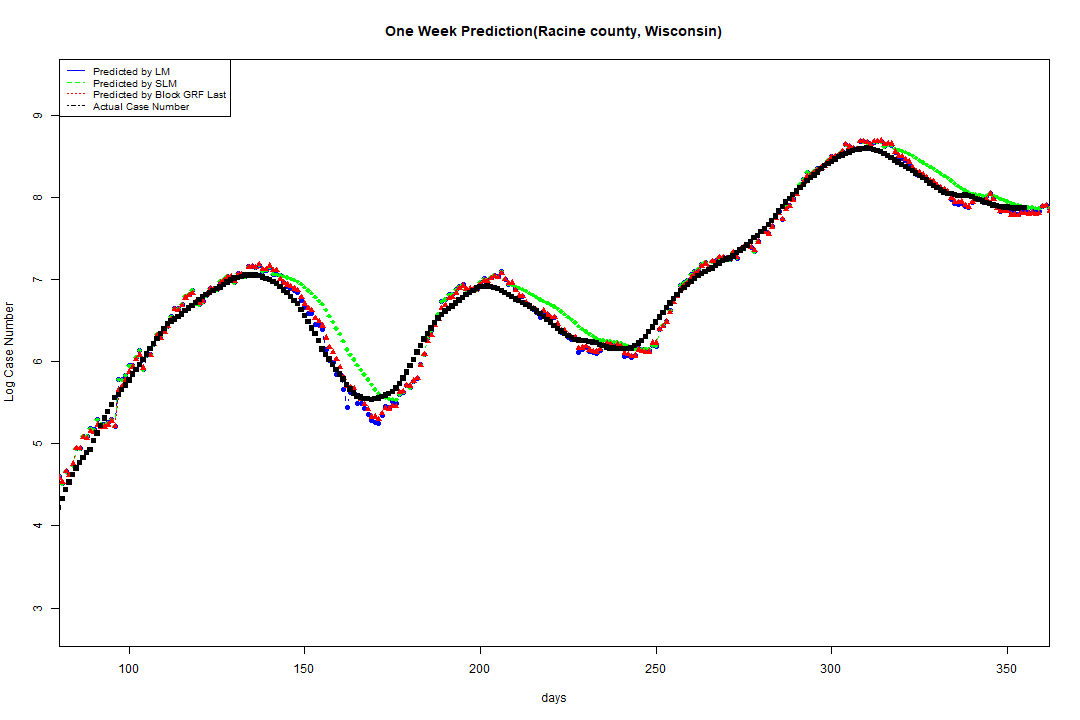 One Week Prediction(Racine county, Wisconsin)
Predicted by LM
Predicted by SLM
Predicted by Block GRF Last
Actual Case Number
9
8
7
6
5
4
3
Log Case Number
100 150 200 250 300 350
days